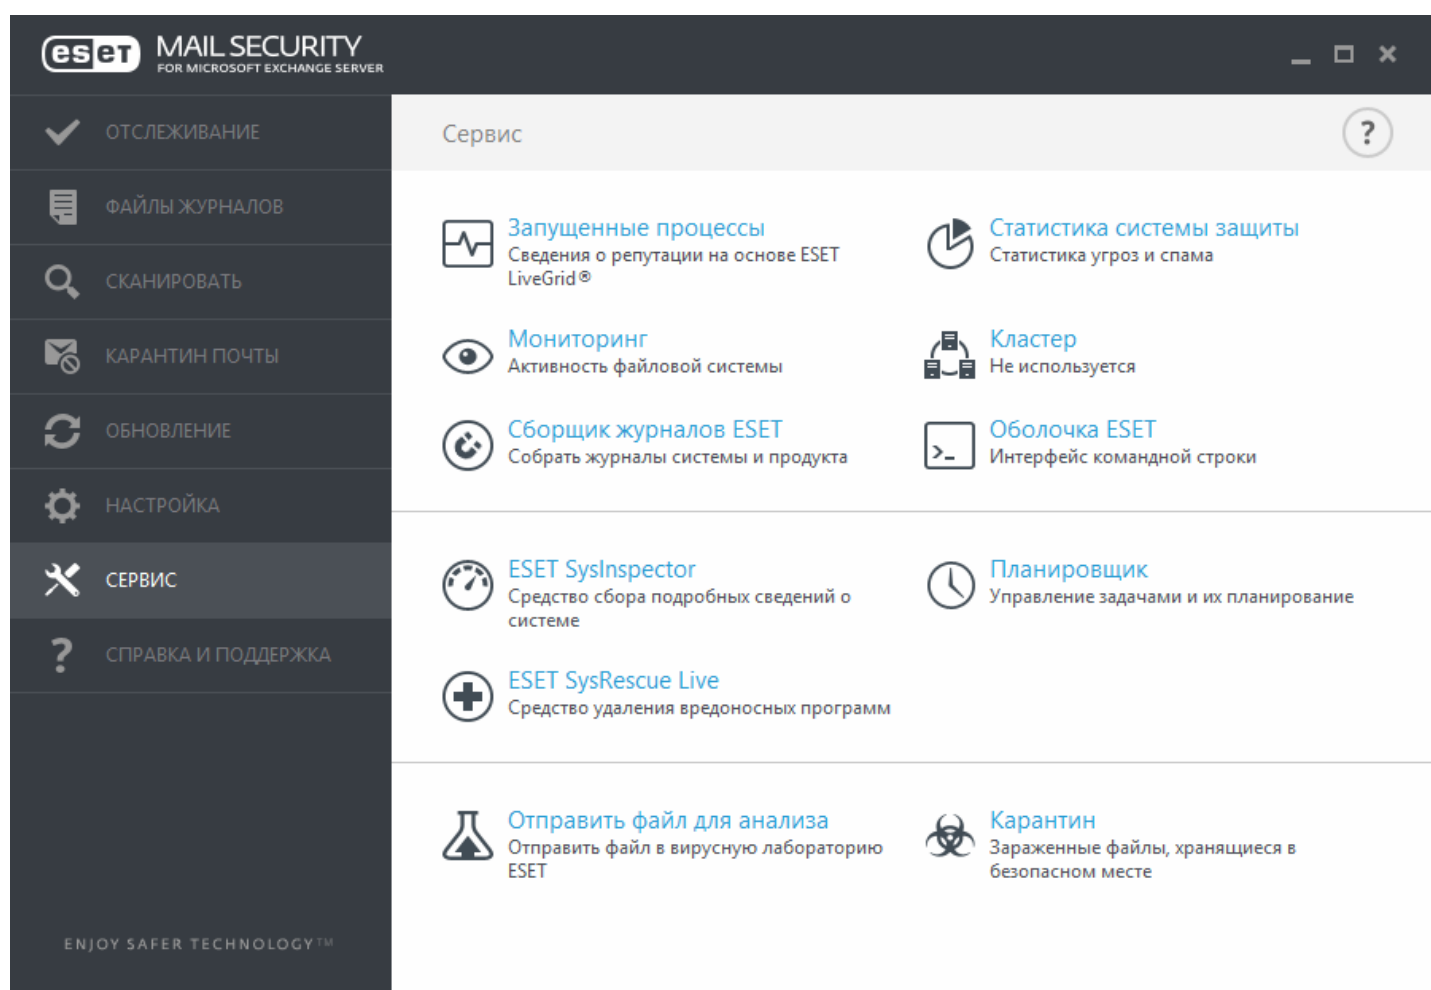 eset MAIL SECURITY
FOR MICROSOFT EXCHANGE SERVER
ОТСЛЕЖИВАНИЕ
ФАЙЛЫ ЖУРНАЛОВ
СКАНИРОВАТЬ
КАРАНТИН ПОЧТЫ
ОБНОВЛЕНИЕ
НАСТРОЙКА
СЕРВИС
СПРАВКА И ПОДДЕРЖКА
ENJOY SAFER TECHNOLOGY™
Сервис
?
Запущенные процессы
Сведения о репутации на основе ESET
LiveGrid®
Статистика системы защиты
Статистика угроз и спама
Мониторинг
Активность файловой системы
Кластер
Не используется
Сборщик журналов ESET
Собрать журналы системы и продукта
Оболочка ESET
Интерфейс командной строки
ESET SysInspector
Средство сбора подробных сведений о
системе
Планировщик
Управление задачами и их планирование
ESET SysRescue Live
Средство удаления вредоносных программ
Отправить файл для анализа
Отправить файл в вирусную лабораторию
ESET
Карантин
Зараженные файлы, хранящиеся в
безопасном месте